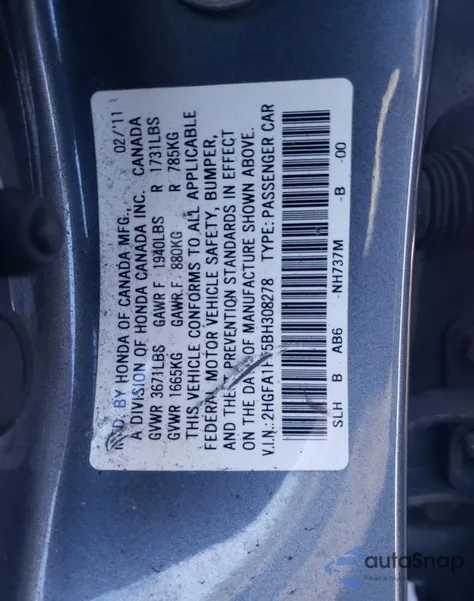 MFD. BY HONDA OF CANADA MFG., 02/'11
A DIVISION OF HONDA CANADA INC. CANADA
GVWR 3671LBS GAWR F 1940LBS R 1731LBS
GVWR 1665KG GAWR F 880KG R 785KG
THIS VEHICLE CONFORMS TO ALL APPLICABLE
FEDERAL MOTOR VEHICLE SAFETY, BUMPER,
AND THEFT PREVENTION STANDARDS IN EFFECT
ON THE DATE OF MANUFACTURE SHOWN ABOVE.
V.I.N.: 2HGFA1F75BH308278 TYPE: PASSENGER CAR
SLH B AB6 -NH737M -B -00
autoSnap